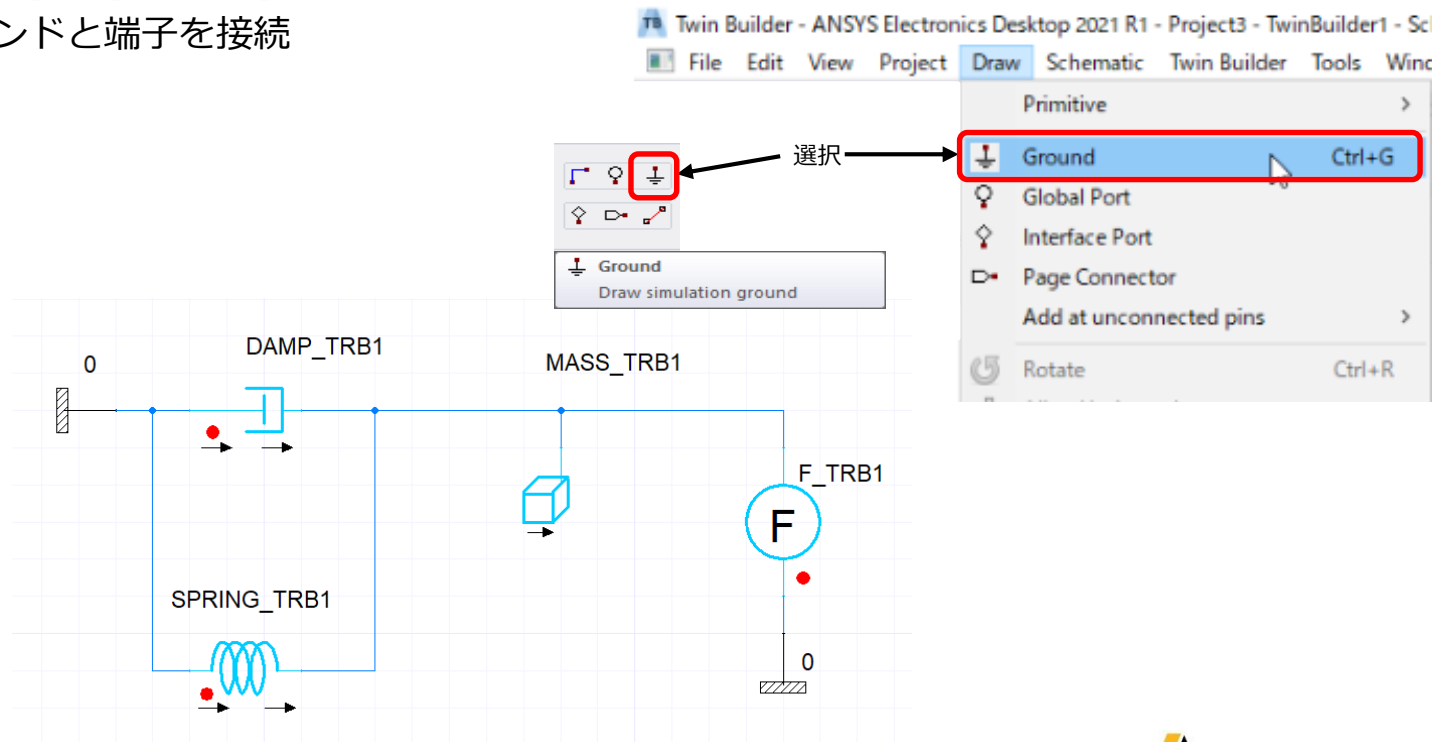 ンドと端子を接続
Twin Builder - ANSYS Electronics Desktop 2021 R1 - Project3 - TwinBuilder1 -
File Edit View Project Draw Schematic Twin Builder Tools
Primitive >
選択
Ground Ctrl+G
Global Port
Interface Port
Page Connector
Add at unconnected pins >
Rotate Ctrl+R
Ground
Draw simulation ground
0
DAMP_TRB1
MASS_TRB1
F_TRB1
F
SPRING_TRB1
0